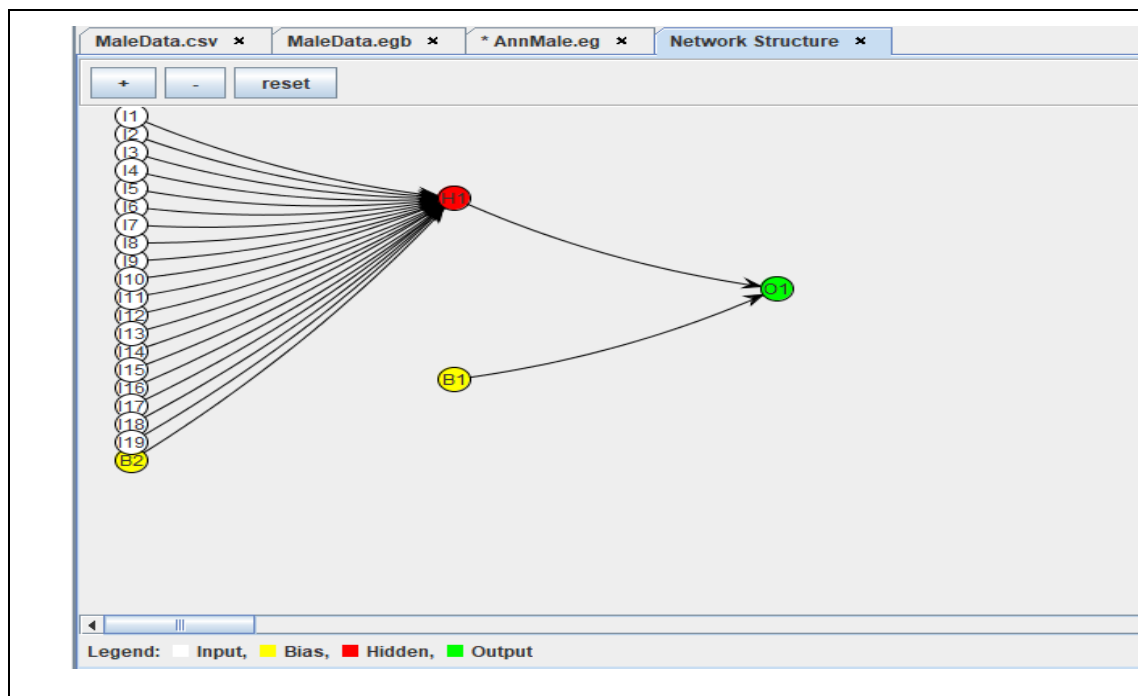 MaleData.csv × MaleData.egb × * AnnMale.eg × Network Structure ×
+ - reset
I1
I2
I3
I4
I5
I6
I7
I8
I9
I10
I11
I12
I13
I14
I15
I16
I17
I18
I19
B2
H1
B1
O1
Legend: Input, Bias, Hidden, Output